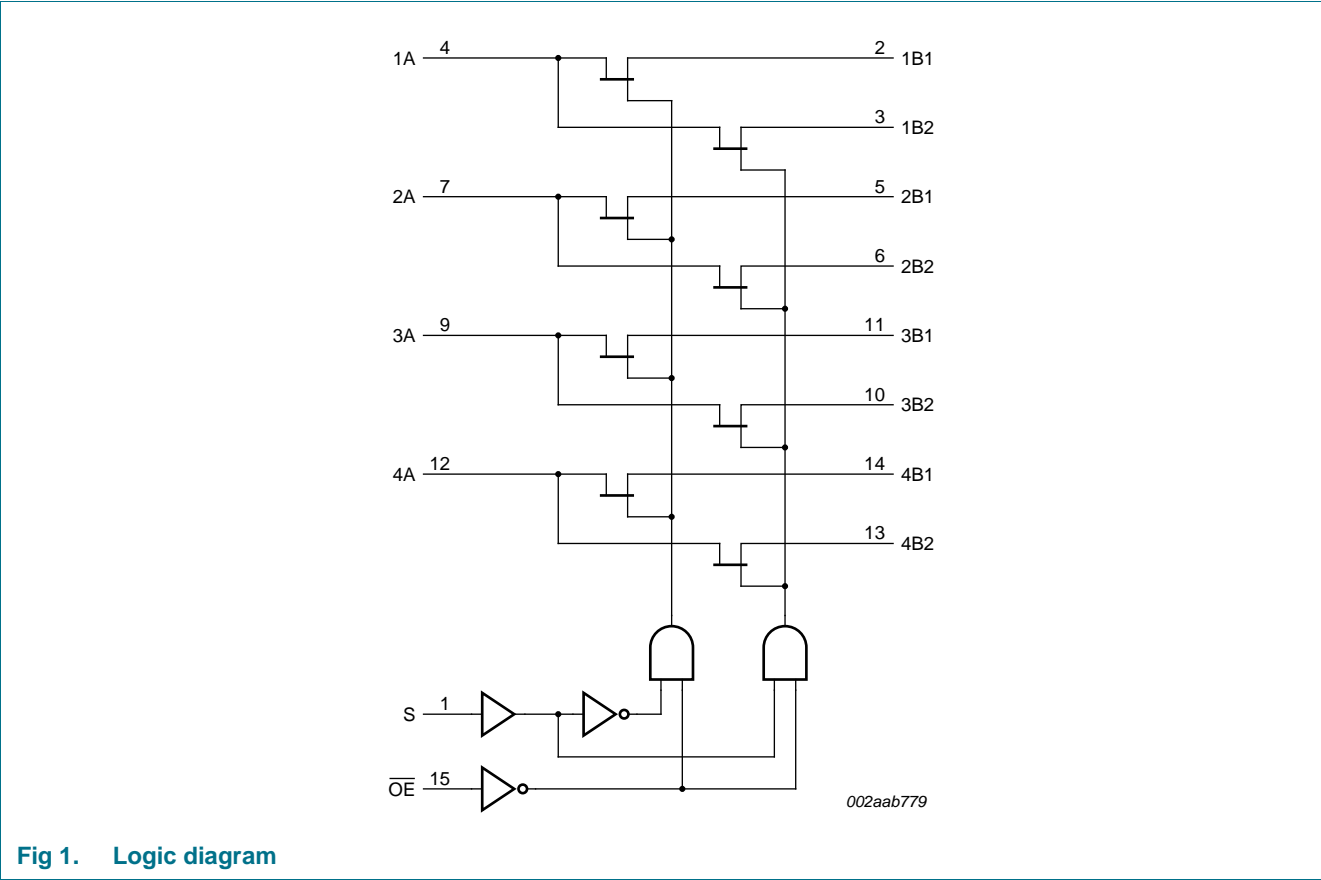 1A 4 2 1B1
3 1B2
2A 7 5 2B1
6 2B2
3A 9 11 3B1
10 3B2
4A 12 14 4B1
13 4B2
S 1
O̅E̅ 15
002aab779
Fig 1. Logic diagram